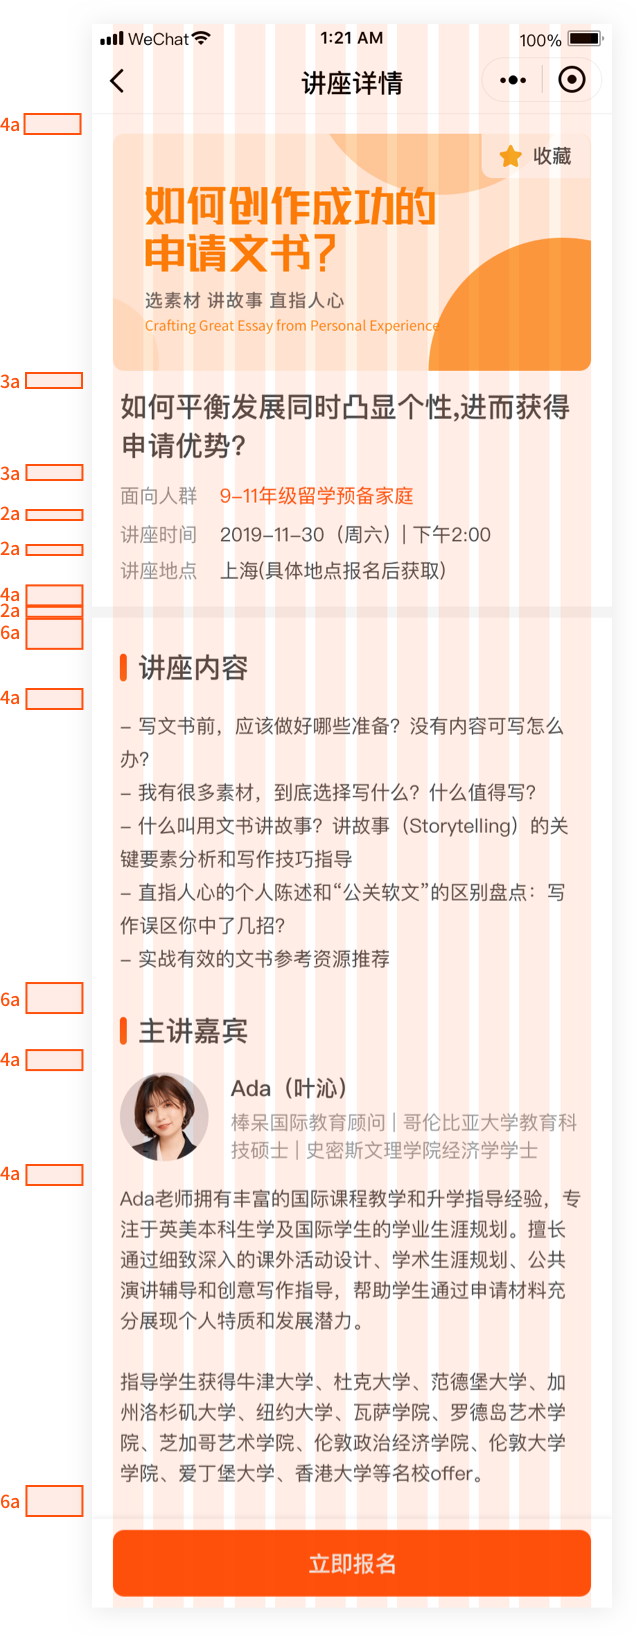 WeChat 1:21 AM 100%
讲座详情
4a
收藏
如何创作成功的
申请文书?
选素材 讲故事 直指人心
Crafting Great Essay from Personal Experience
3a
如何平衡发展同时凸显个性,进而获得
申请优势?
3a
面向人群 9-11年级留学预备家庭
2a
讲座时间 2019-11-30（周六）| 下午2:00
2a
讲座地点 上海(具体地点报名后获取)
4a
2a
6a
讲座内容
4a
- 写文书前，应该做好哪些准备？没有内容可写怎么
办？
- 我有很多素材，到底选择写什么？什么值得写？
- 什么叫用文书讲故事？讲故事（Storytelling）的关
键要素分析和写作技巧指导
- 直指人心的个人陈述和“公关软文”的区别盘点：写
作误区你中了几招？
- 实战有效的文书参考资源推荐
6a
主讲嘉宾
4a
Ada（叶沁）
棒呆国际教育顾问 | 哥伦比亚大学教育科
技硕士 | 史密斯文理学院经济学学士
4a
Ada老师拥有丰富的国际课程教学和升学指导经验，专
注于英美本科生学及国际学生的学业生涯规划。擅长
通过细致深入的课外活动设计、学术生涯规划、公共
演讲辅导和创意写作指导，帮助学生通过申请材料充
分展现个人特质和发展潜力。
指导学生获得牛津大学、杜克大学、范德堡大学、加
州洛杉矶大学、纽约大学、瓦萨学院、罗德岛艺术学
院、芝加哥艺术学院、伦敦政治经济学院、伦敦大学
学院、爱丁堡大学、香港大学等名校offer。
6a
立即报名